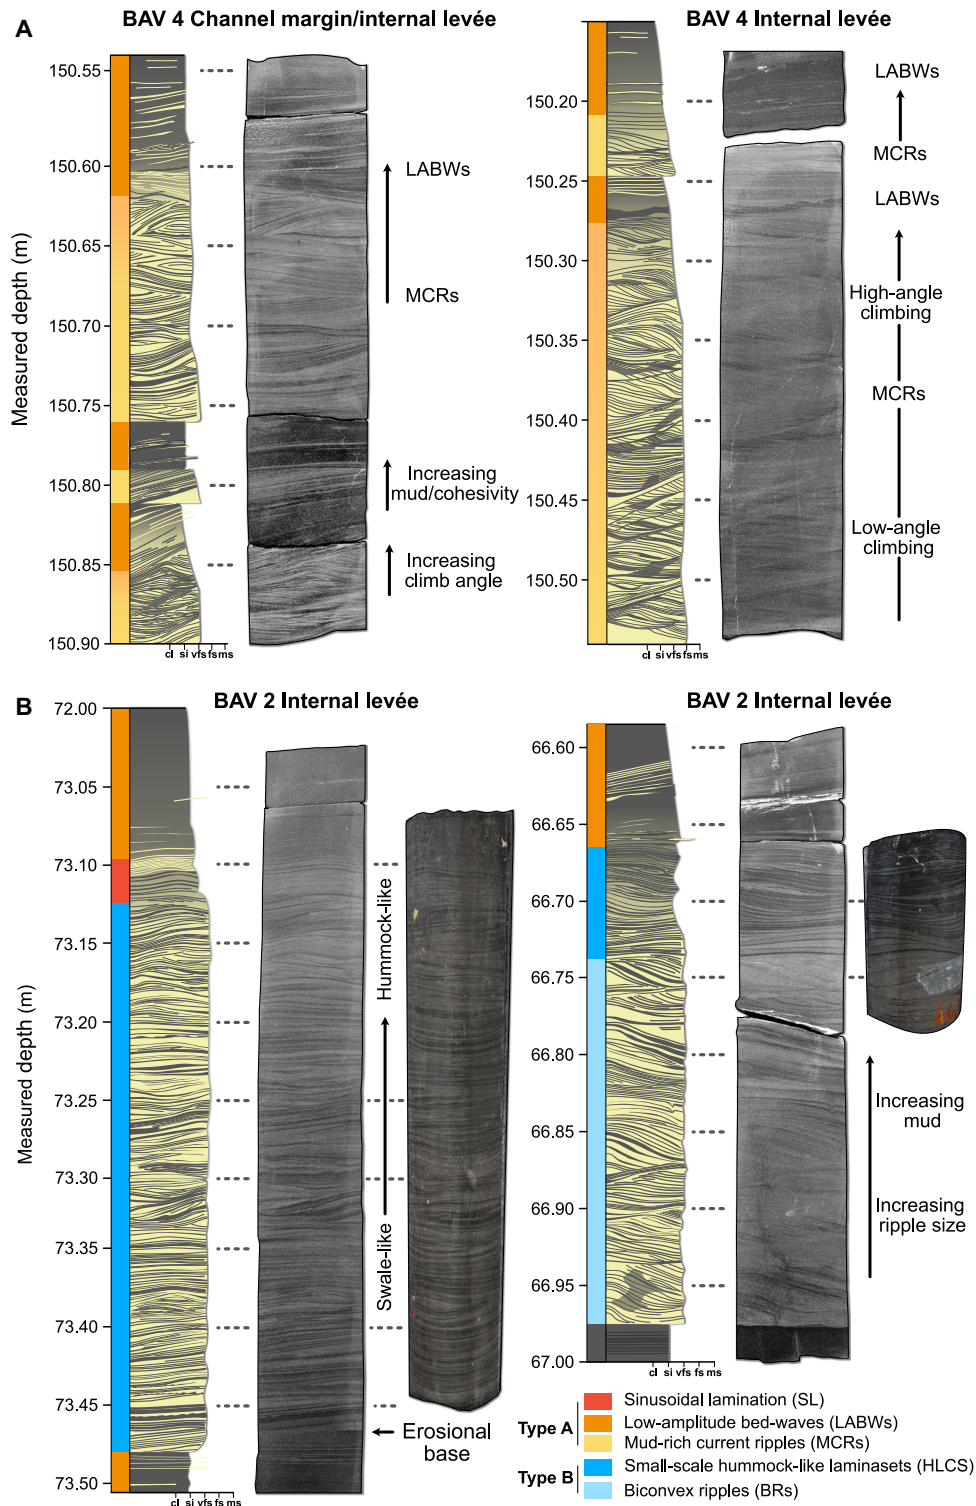 A
BAV 4 Channel margin/internal levée
Measured depth (m)
150.55
150.60
150.65
150.70
150.75
150.80
150.85
150.90
cl si vfs fs ms
LABWs
MCRs
Increasing
mud/cohesivity
Increasing
climb angle
BAV 4 Internal levée
150.20
150.25
150.30
150.35
150.40
150.45
150.50
cl si vfs fs ms
LABWs
MCRs
LABWs
High-angle
climbing
MCRs
Low-angle
climbing
B
BAV 2 Internal levée
Measured depth (m)
72.00
73.05
73.10
73.15
73.20
73.25
73.30
73.35
73.40
73.45
73.50
cl si vfs fs ms
Hummock-like
Swale-like
Erosional
base
BAV 2 Internal levée
66.60
66.65
66.70
66.75
66.80
66.85
66.90
66.95
67.00
cl si vfs fs ms
Increasing
mud
Increasing
ripple size
Type A
Sinusoidal lamination (SL)
Low-amplitude bed-waves (LABWs)
Mud-rich current ripples (MCRs)
Type B
Small-scale hummock-like laminasets (HLCS)
Biconvex ripples (BRs)